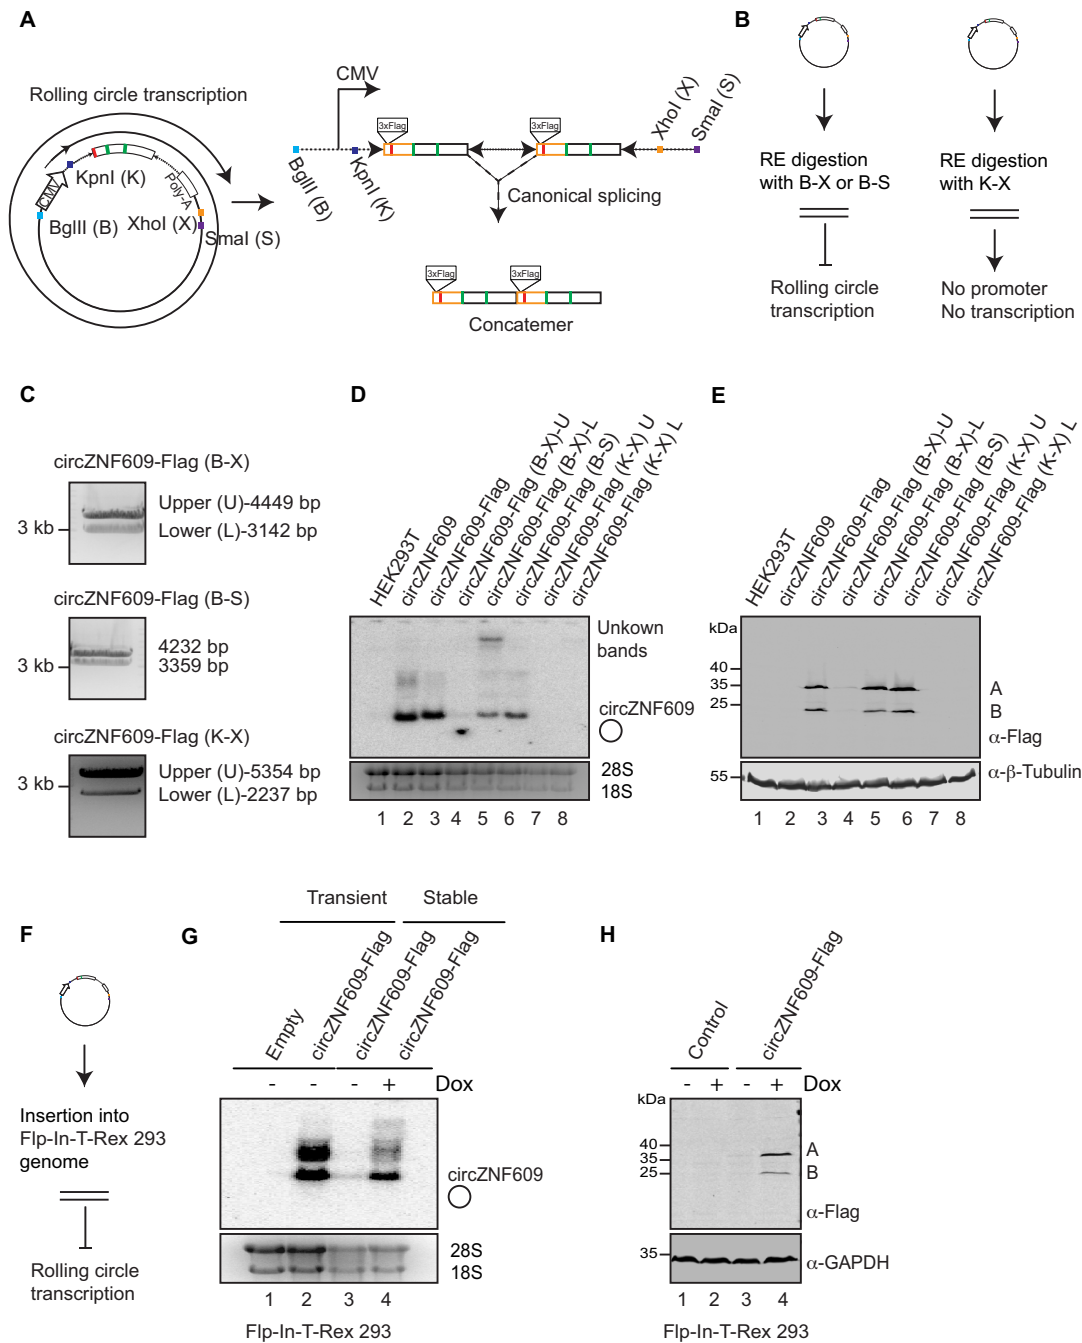 A
Rolling circle transcription
CMV
KpnI (K)
Poly-A
BglII (B)
XhoI (X)
SmaI (S)
CMV
3xFlag
3xFlag
BglII (B)
KpnI (K)
XhoI (X)
SmaI (S)
Canonical splicing
3xFlag
3xFlag
Concatemer
B
RE digestion
with B-X or B-S
Rolling circle
transcription
RE digestion
with K-X
No promoter
No transcription
C
circZNF609-Flag (B-X)
3 kb
Upper (U)-4449 bp
Lower (L)-3142 bp
circZNF609-Flag (B-S)
3 kb
4232 bp
3359 bp
circZNF609-Flag (K-X)
3 kb
Upper (U)-5354 bp
Lower (L)-2237 bp
D
HEK293T
circZNF609
circZNF609-Flag
circZNF609-Flag (B-X)-U
circZNF609-Flag (B-X)-L
circZNF609-Flag (B-S)
circZNF609-Flag (K-X) U
circZNF609-Flag (K-X) L
Unkown
bands
circZNF609
28S
18S
1 2 3 4 5 6 7 8
E
HEK293T
circZNF609
circZNF609-Flag
circZNF609-Flag (B-X)-U
circZNF609-Flag (B-X)-L
circZNF609-Flag (B-S)
circZNF609-Flag (K-X) U
circZNF609-Flag (K-X) L
kDa
40
35
25
A
B
α-Flag
55
α-β-Tubulin
1 2 3 4 5 6 7 8
F
Insertion into
Flp-In-T-Rex 293
genome
Rolling circle
transcription
G
Transient
Stable
Empty
circZNF609-Flag
circZNF609-Flag
circZNF609-Flag
- - - + Dox
circZNF609
28S
18S
1 2 3 4
Flp-In-T-Rex 293
H
Control
circZNF609-Flag
- + - + Dox
kDa
40
35
25
A
B
α-Flag
35
α-GAPDH
1 2 3 4
Flp-In-T-Rex 293